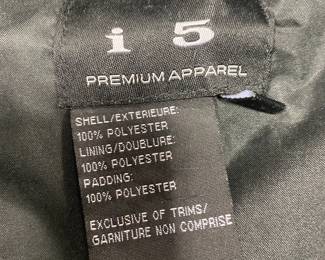 i 5
PREMIUM APPAREL
SHELL/EXTERIEURE:
100% POLYESTER
LINING/DOUBLURE:
100% POLYESTER
PADDING:
100% POLYESTER
EXCLUSIVE OF TRIMS/
GARNITURE NON COMPRISE